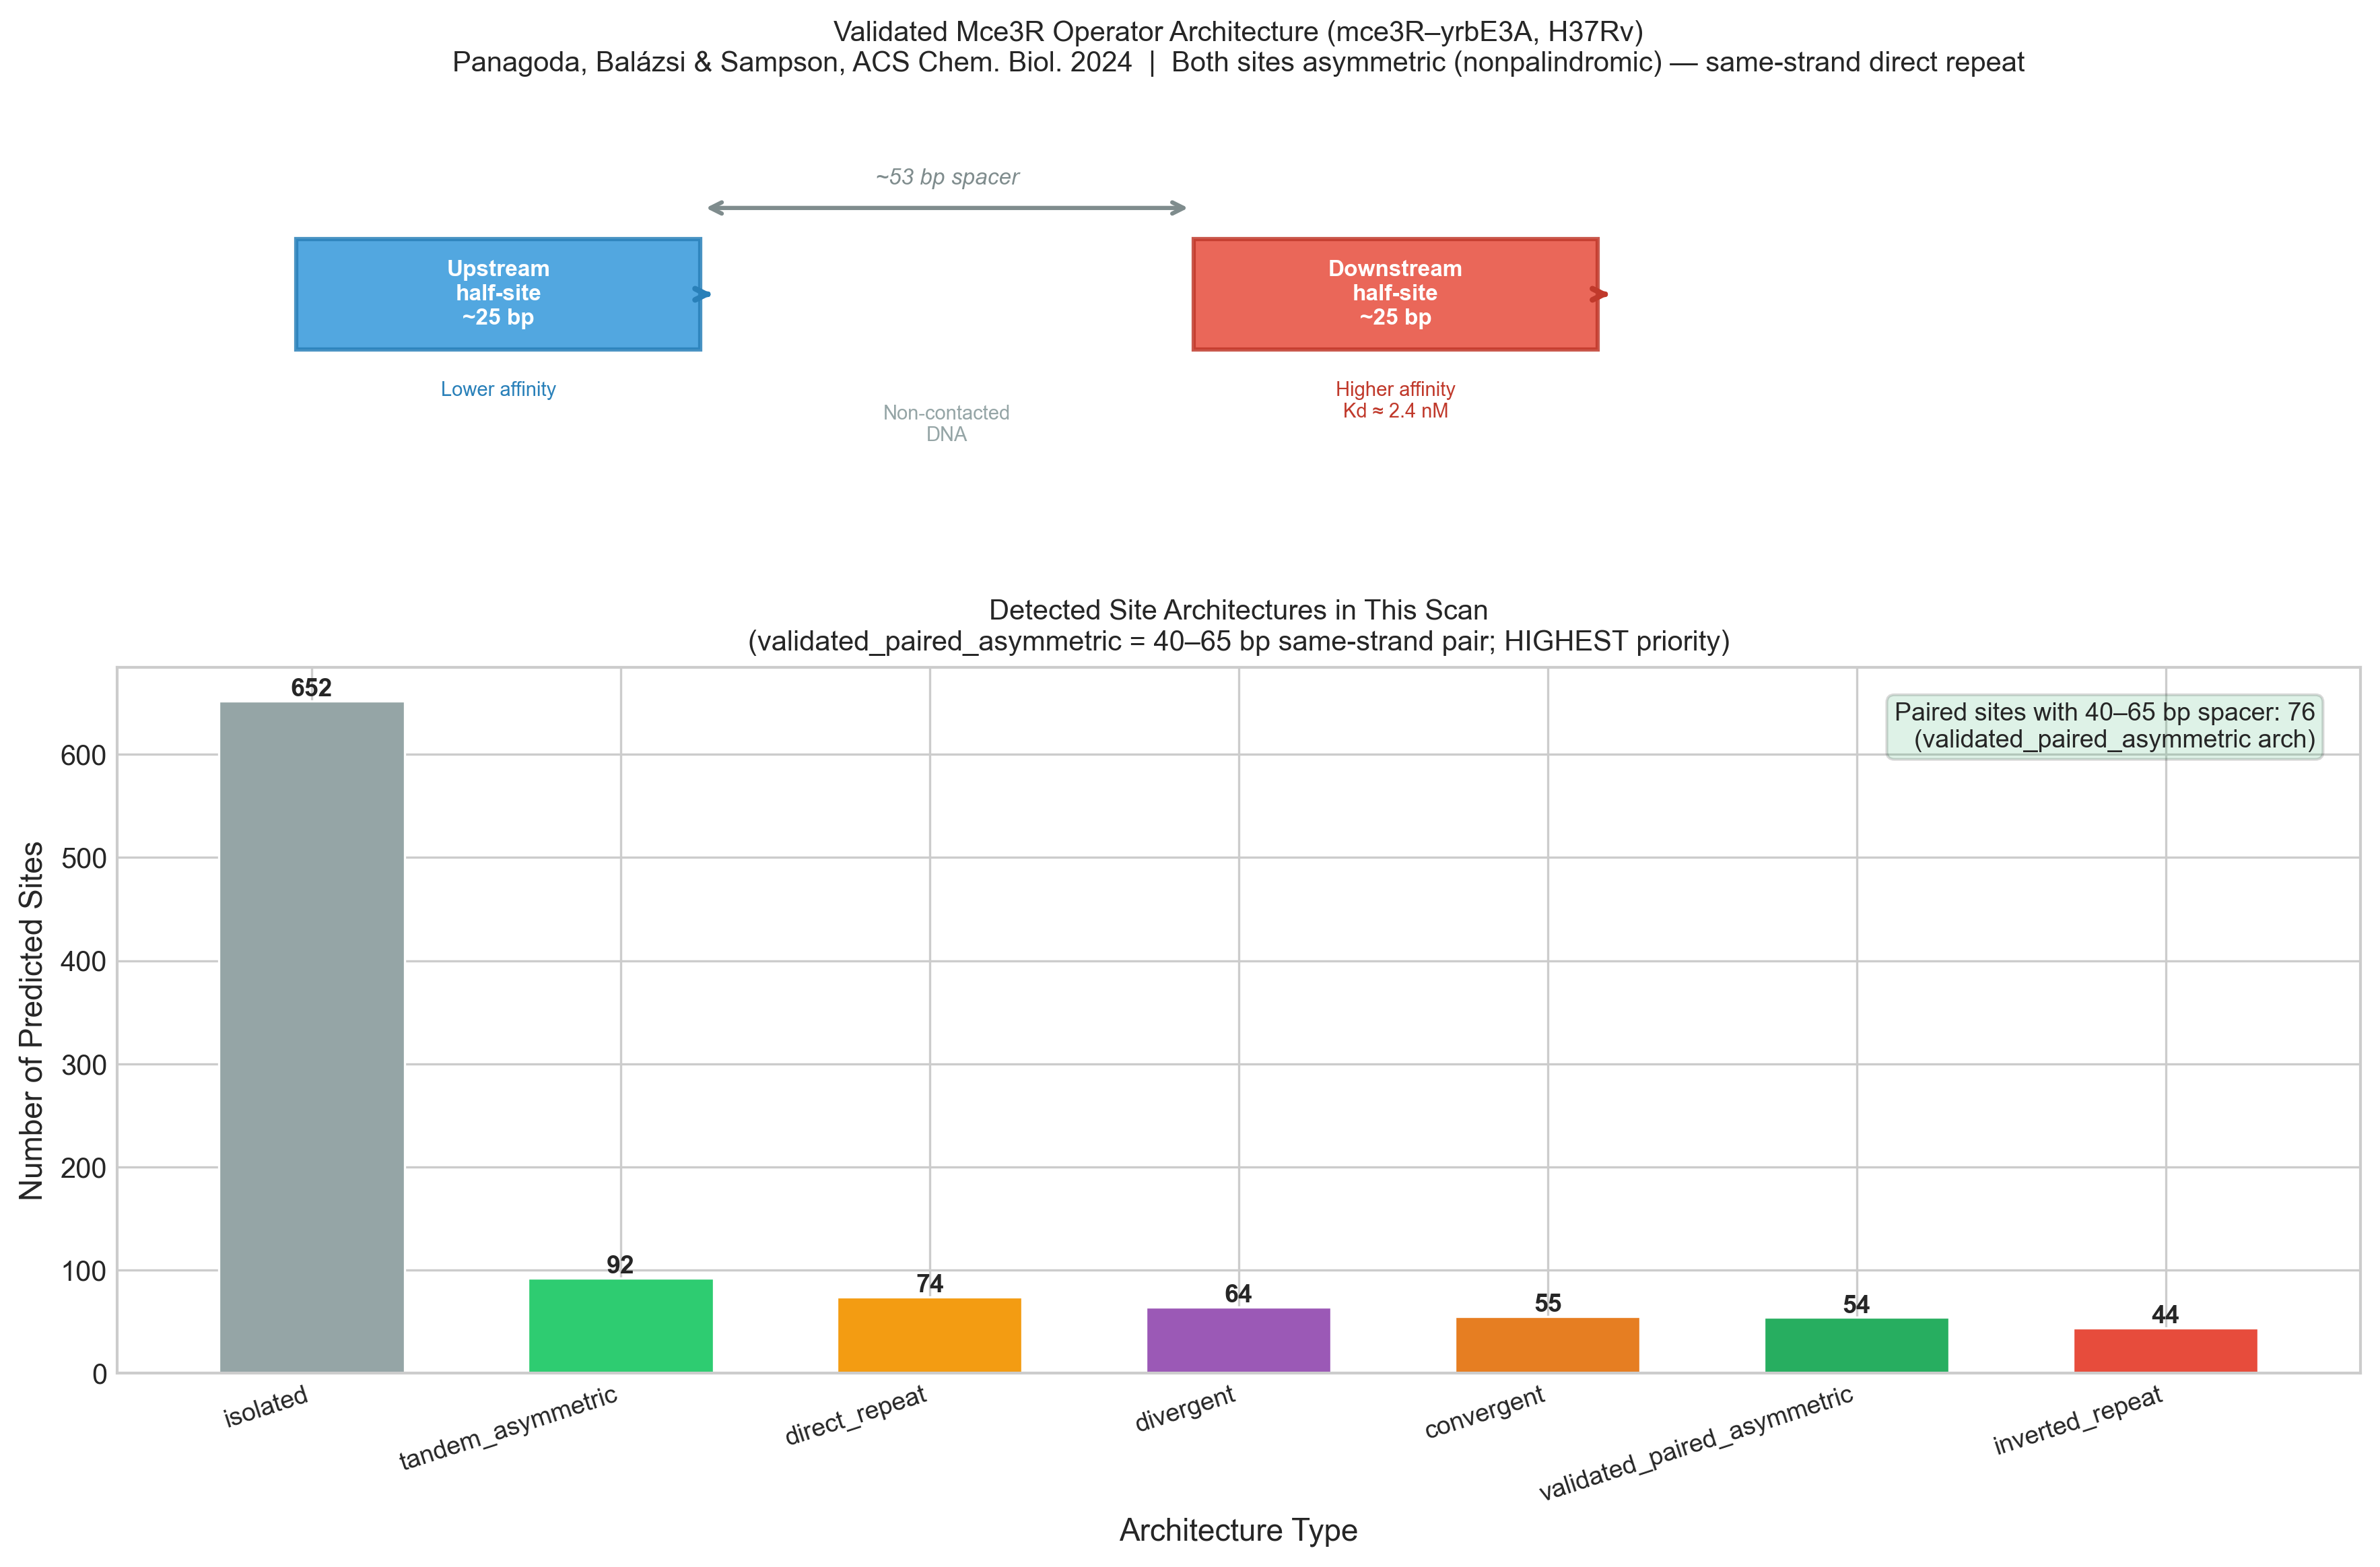 Validated Mce3R Operator Architecture (mce3R–yrbE3A, H37Rv)
Panagoda, Balázsi & Sampson, ACS Chem. Biol. 2024 | Both sites asymmetric (nonpalindromic) — same-strand direct repeat
~53 bp spacer
Upstream
half-site
~25 bp
Downstream
half-site
~25 bp
Lower affinity
Non-contacted
DNA
Higher affinity
Kd ≈ 2.4 nM
Detected Site Architectures in This Scan
(validated_paired_asymmetric = 40–65 bp same-strand pair; HIGHEST priority)
Paired sites with 40–65 bp spacer: 76
(validated_paired_asymmetric arch)
Number of Predicted Sites
600
500
400
300
200
100
0
652
92
74
64
55
54
44
isolated
tandem_asymmetric
direct_repeat
divergent
convergent
validated_paired_asymmetric
inverted_repeat
Architecture Type